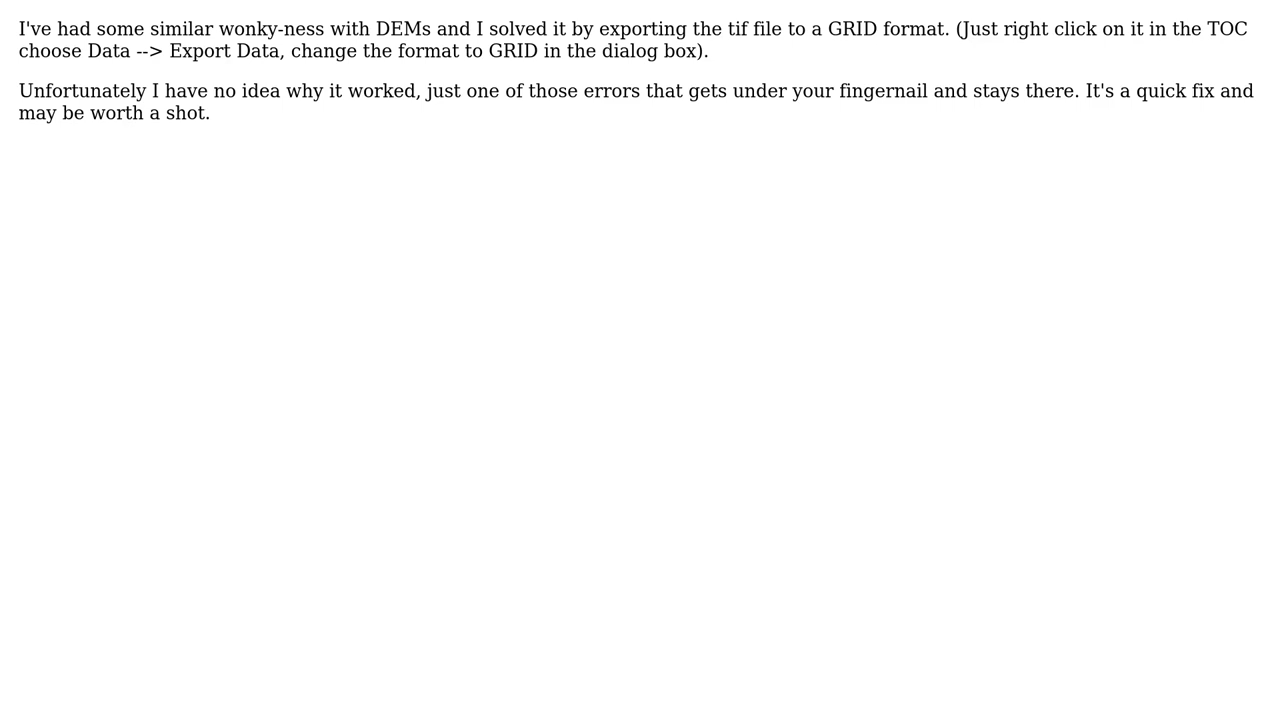 I've had some similar wonky-ness with DEMs and I solved it by exporting the tif file to a GRID format. (Just right click on it in the TOC
choose Data --> Export Data, change the format to GRID in the dialog box).
Unfortunately I have no idea why it worked, just one of those errors that gets under your fingernail and stays there. It's a quick fix and
may be worth a shot.